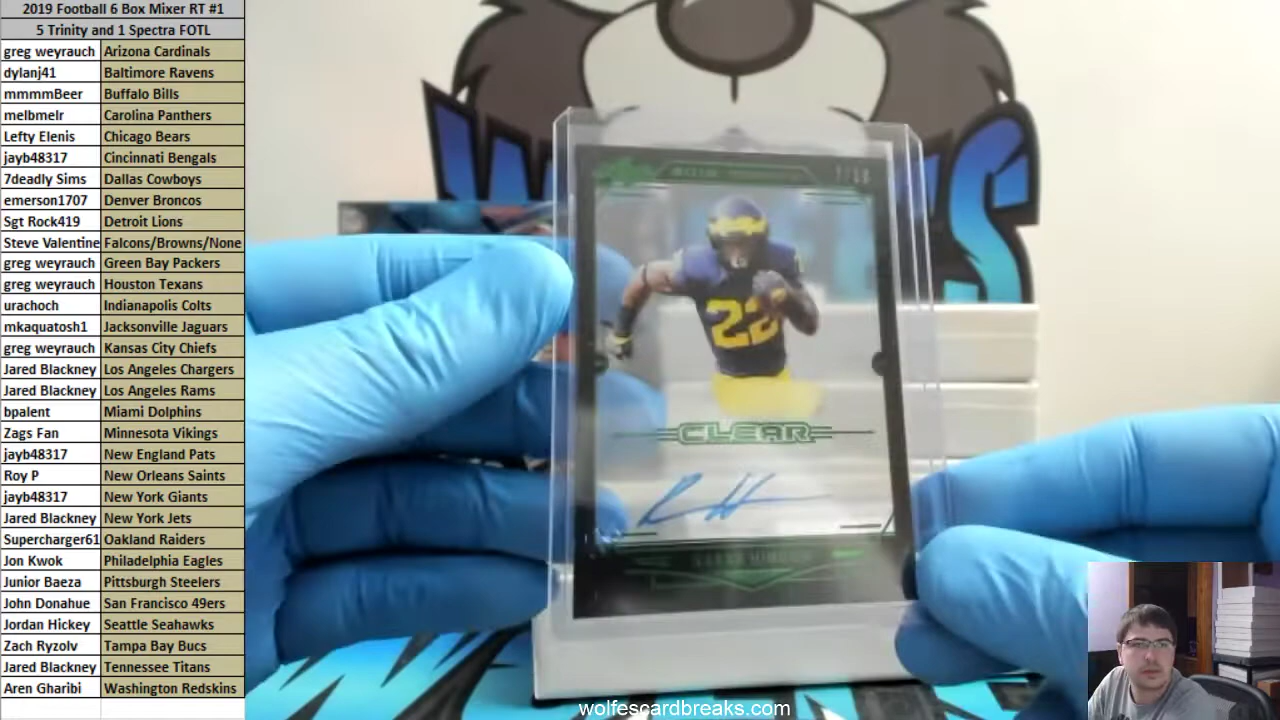 2019 Football 6 Box Mixer RT #1
5 Trinity and 1 Spectra FOTL
greg weyrauch Arizona Cardinals
dylanj41 Baltimore Ravens
mmmmBeer Buffalo Bills
melbmelr Carolina Panthers
Lefty Elenis Chicago Bears
jayb48317 Cincinnati Bengals
7deadly Sims Dallas Cowboys
emerson1707 Denver Broncos
Sgt Rock419 Detroit Lions
Steve Valentine Falcons/Browns/None
greg weyrauch Green Bay Packers
greg weyrauch Houston Texans
urachoch Indianapolis Colts
mkaquatosh1 Jacksonville Jaguars
greg weyrauch Kansas City Chiefs
Jared Blackney Los Angeles Chargers
Jared Blackney Los Angeles Rams
bpalent Miami Dolphins
Zags Fan Minnesota Vikings
jayb48317 New England Pats
Roy P New Orleans Saints
jayb48317 New York Giants
Jared Blackney New York Jets
Supercharger61 Oakland Raiders
Jon Kwok Philadelphia Eagles
Junior Baeza Pittsburgh Steelers
John Donahue San Francisco 49ers
Jordan Hickey Seattle Seahawks
Zach Ryzolv Tampa Bay Bucs
Jared Blackney Tennessee Titans
Aren Gharibi Washington Redskins
22
CLEAR
wolfescardbreaks.com